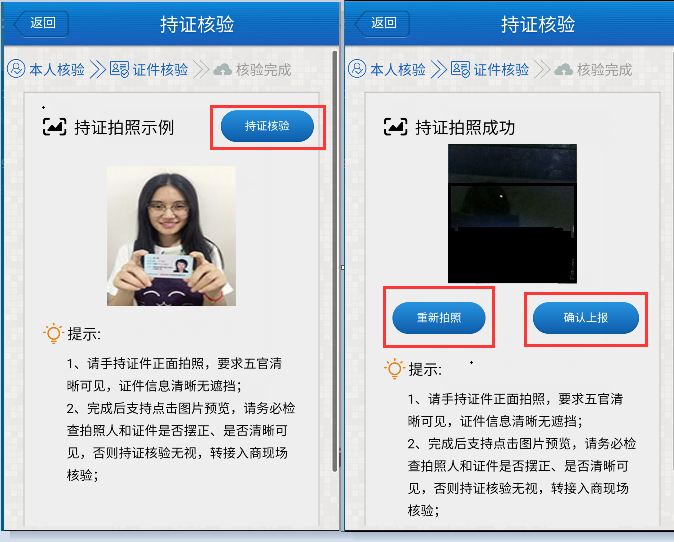 返回
持证核验
本人核验
证件核验
核验完成
持证拍照示例
持证核验
提示:
1、请手持证件正面拍照，要求五官清
晰可见，证件信息清晰无遮挡；
2、完成后支持点击图片预览，请务必检
查拍照人和证件是否摆正、是否清晰可
见，否则持证核验无视，转接入商现场
核验；
返回
持证核验
本人核验
证件核验
核验完成
持证拍照成功
重新拍照
确认上报
提示:
1、请手持证件正面拍照，要求五官清
晰可见，证件信息清晰无遮挡；
2、完成后支持点击图片预览，请务必检
查拍照人和证件是否摆正、是否清晰可
见，否则持证核验无视，转接入商现场
核验；